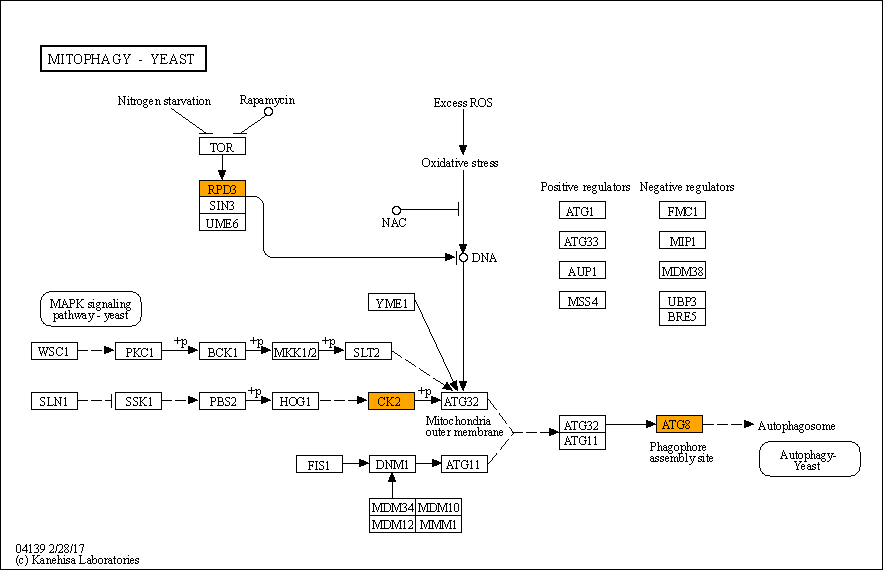 MITOPHAGY - YEAST
Nitrogen starvation
Rapamycin
Excess ROS
TOR
Oxidative stress
RPD3
SIN3
UME6
NAC
DNA
Positive regulators
Negative regulators
ATG1
FMC1
ATG33
MIP1
AUP1
MDM38
MSS4
UBP3
BRE5
MAPK signaling
pathway - yeast
YME1
WSC1
PKC1
+p
BCK1
+p
MKK1/2
+p
SLT2
SLN1
SSK1
PBS2
+p
HOG1
CK2
+p
ATG32
Mitochondria
outer membrane
ATG32
ATG11
ATG8
Autophagosome
Phagophore
assembly site
Autophagy-
Yeast
FIS1
DNM1
ATG11
MDM34
MDM10
MDM12
MMM1
04139 2/28/17
(c) Kanehisa Laboratories